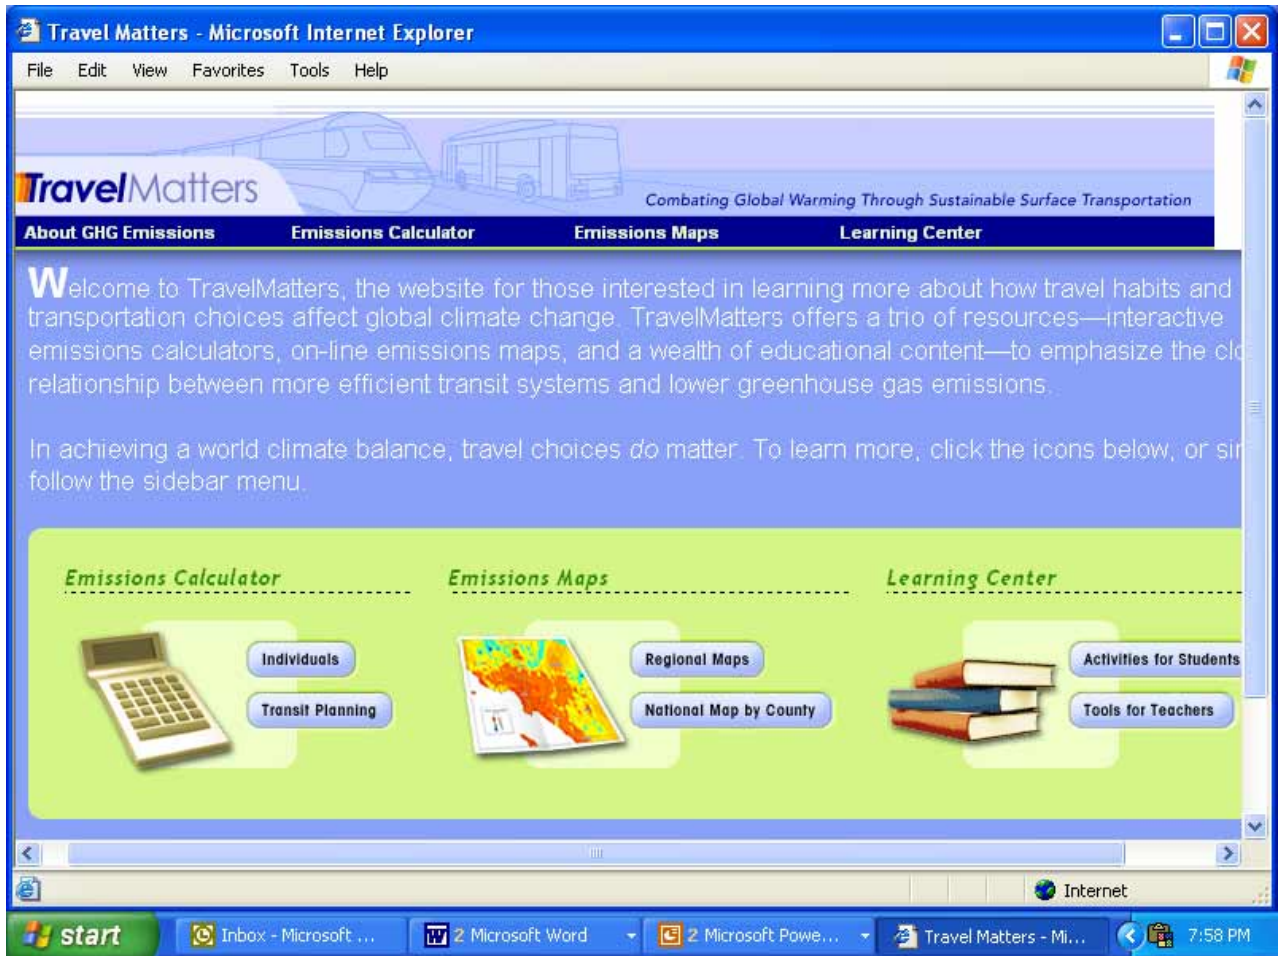 Travel Matters - Microsoft Internet Explorer
File Edit View Favorites Tools Help
TravelMatters
Combating Global Warming Through Sustainable Surface Transportation
About GHG Emissions Emissions Calculator Emissions Maps Learning Center
Welcome to TravelMatters, the website for those interested in learning more about how travel habits and
transportation choices affect global climate change. TravelMatters offers a trio of resources—interactive
emissions calculators, on-line emissions maps, and a wealth of educational content—to emphasize the clo
relationship between more efficient transit systems and lower greenhouse gas emissions.
In achieving a world climate balance, travel choices do matter. To learn more, click the icons below, or sim
follow the sidebar menu.
Emissions Calculator Emissions Maps Learning Center
Individuals Regional Maps Activities for Students
Transit Planning National Map by County Tools for Teachers
Internet
start Inbox - Microsoft ... 2 Microsoft Word 2 Microsoft Powe... Travel Matters - Mi... 7:58 PM